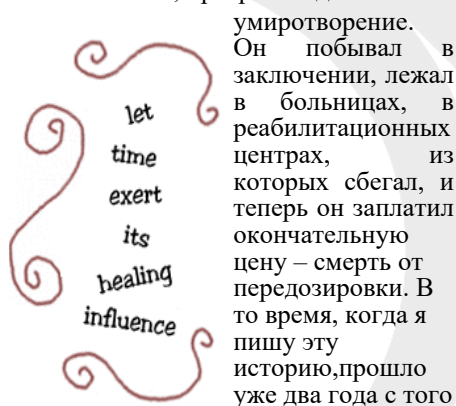 умиротворение.
Он побывал в
заключении, лежал
в больницах, в
реабилитационных
центрах, из
которых сбегал, и
теперь он заплатил
окончательную
цену – смерть от
передозировки. В
то время, когда я
пишу эту
историю,прошло
уже два года с того
let
time
exert
its
healing
influence